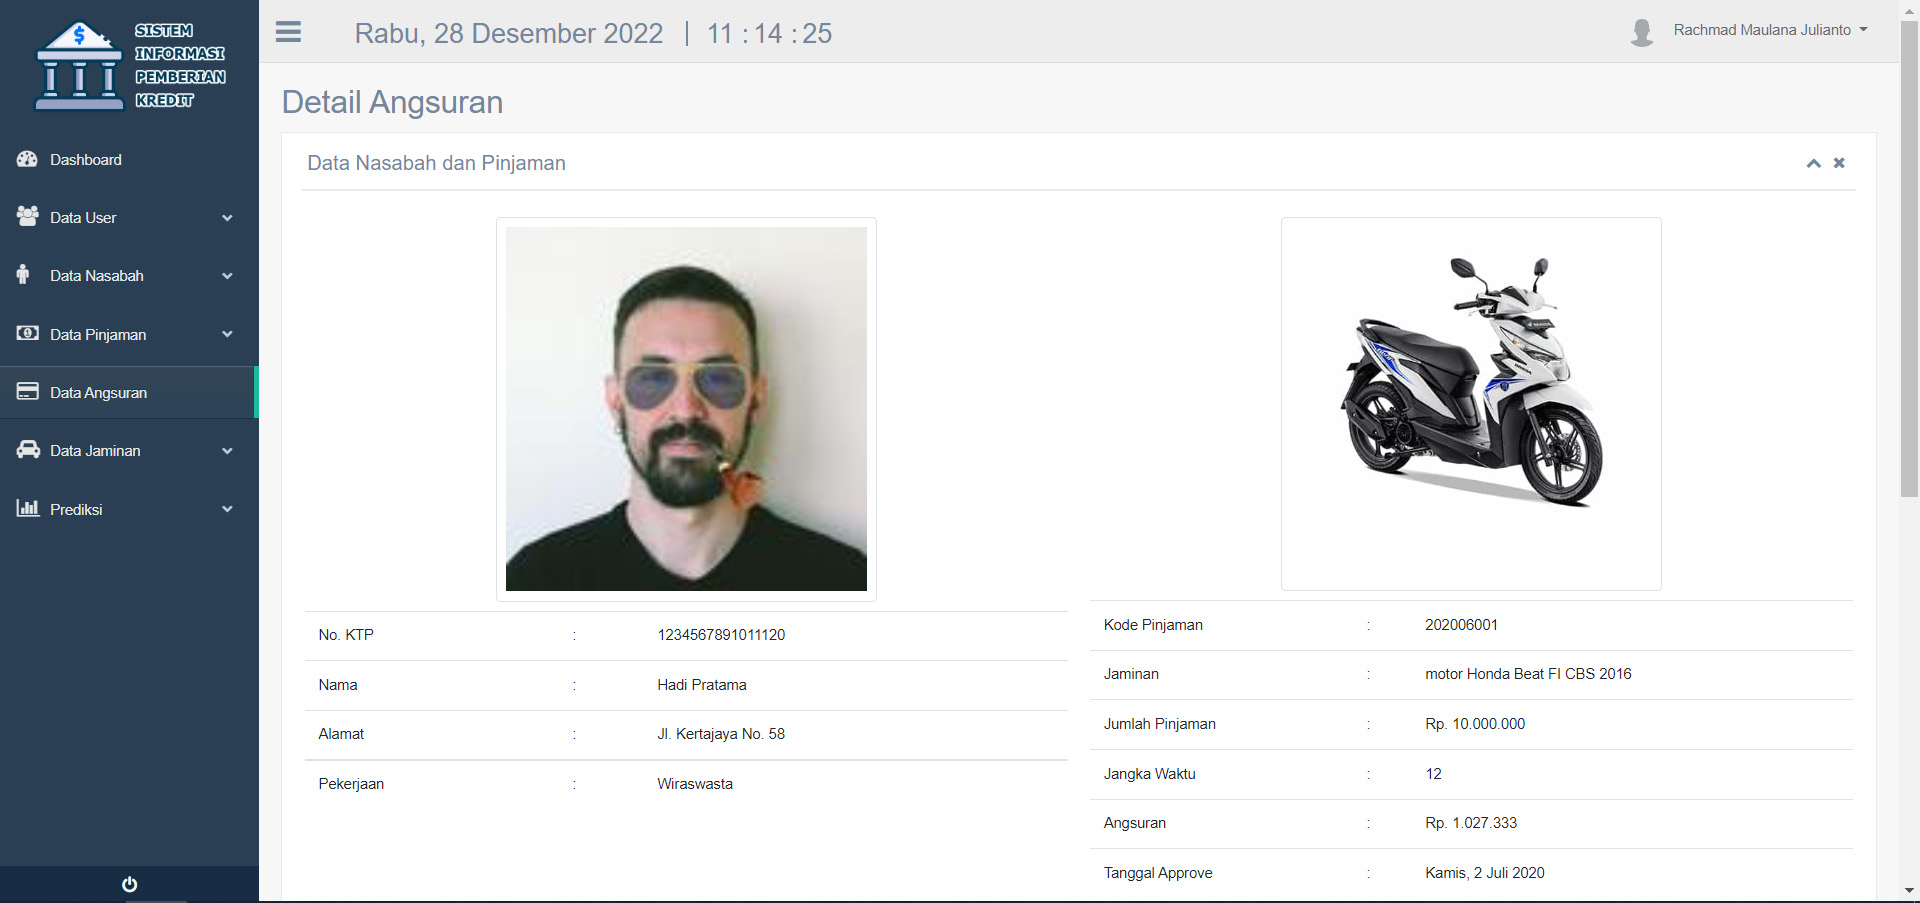 SISTEM
INFORMASI
PEMBERIAN
KREDIT
Rabu, 28 Desember 2022 | 11 : 14 : 25
Rachmad Maulana Julianto
Dashboard
Data User
Data Nasabah
Data Pinjaman
Data Angsuran
Data Jaminan
Prediksi
Detail Angsuran
Data Nasabah dan Pinjaman
No. KTP : 1234567891011120
Nama : Hadi Pratama
Alamat : Jl. Kertajaya No. 58
Pekerjaan : Wiraswasta
Kode Pinjaman : 202006001
Jaminan : motor Honda Beat FI CBS 2016
Jumlah Pinjaman : Rp. 10.000.000
Jangka Waktu : 12
Angsuran : Rp. 1.027.333
Tanggal Approve : Kamis, 2 Juli 2020